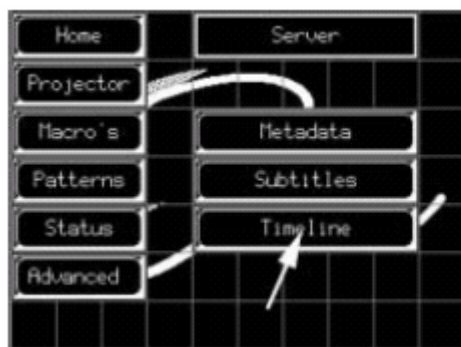 Home
Server
Projector
Macro's
Metadata
Patterns
Subtitles
Status
Timeline
Advanced